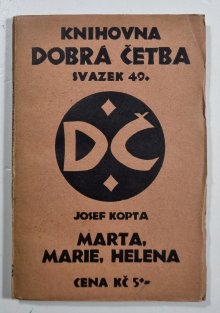 KNIHOVNA
DOBRÁ ČETBA
SVAZEK 49.
DČ
JOSEF KOPTA
MARTA,
MARIE, HELENA
CENA KČ 5·-